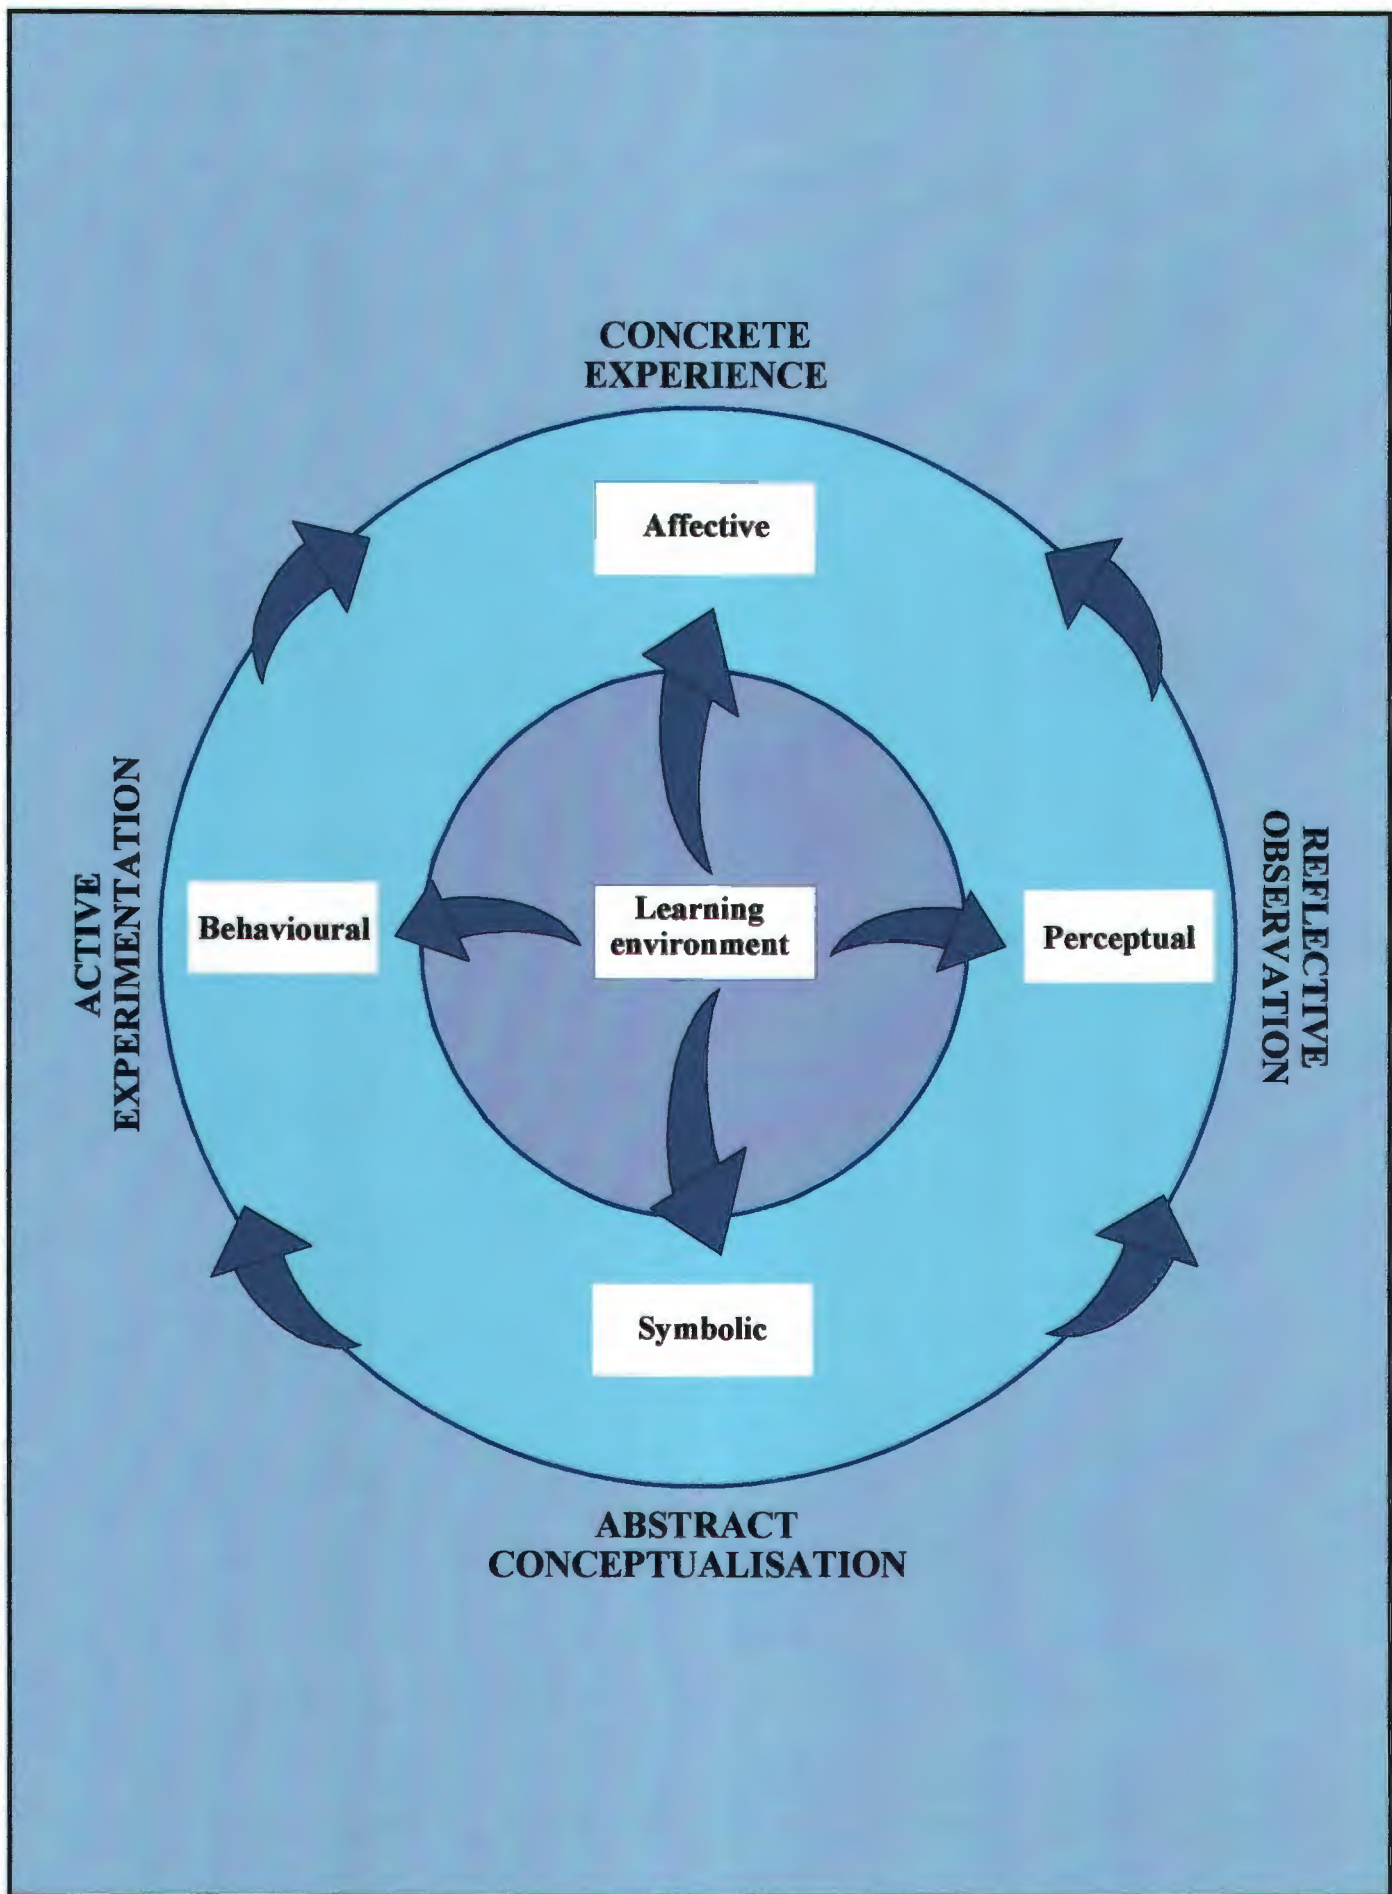 CONCRETE
EXPERIENCE
Affective
ACTIVE
EXPERIMENTATION
Behavioural
Learning
environment
Perceptual
REFLECTIVE
OBSERVATION
Symbolic
ABSTRACT
CONCEPTUALISATION